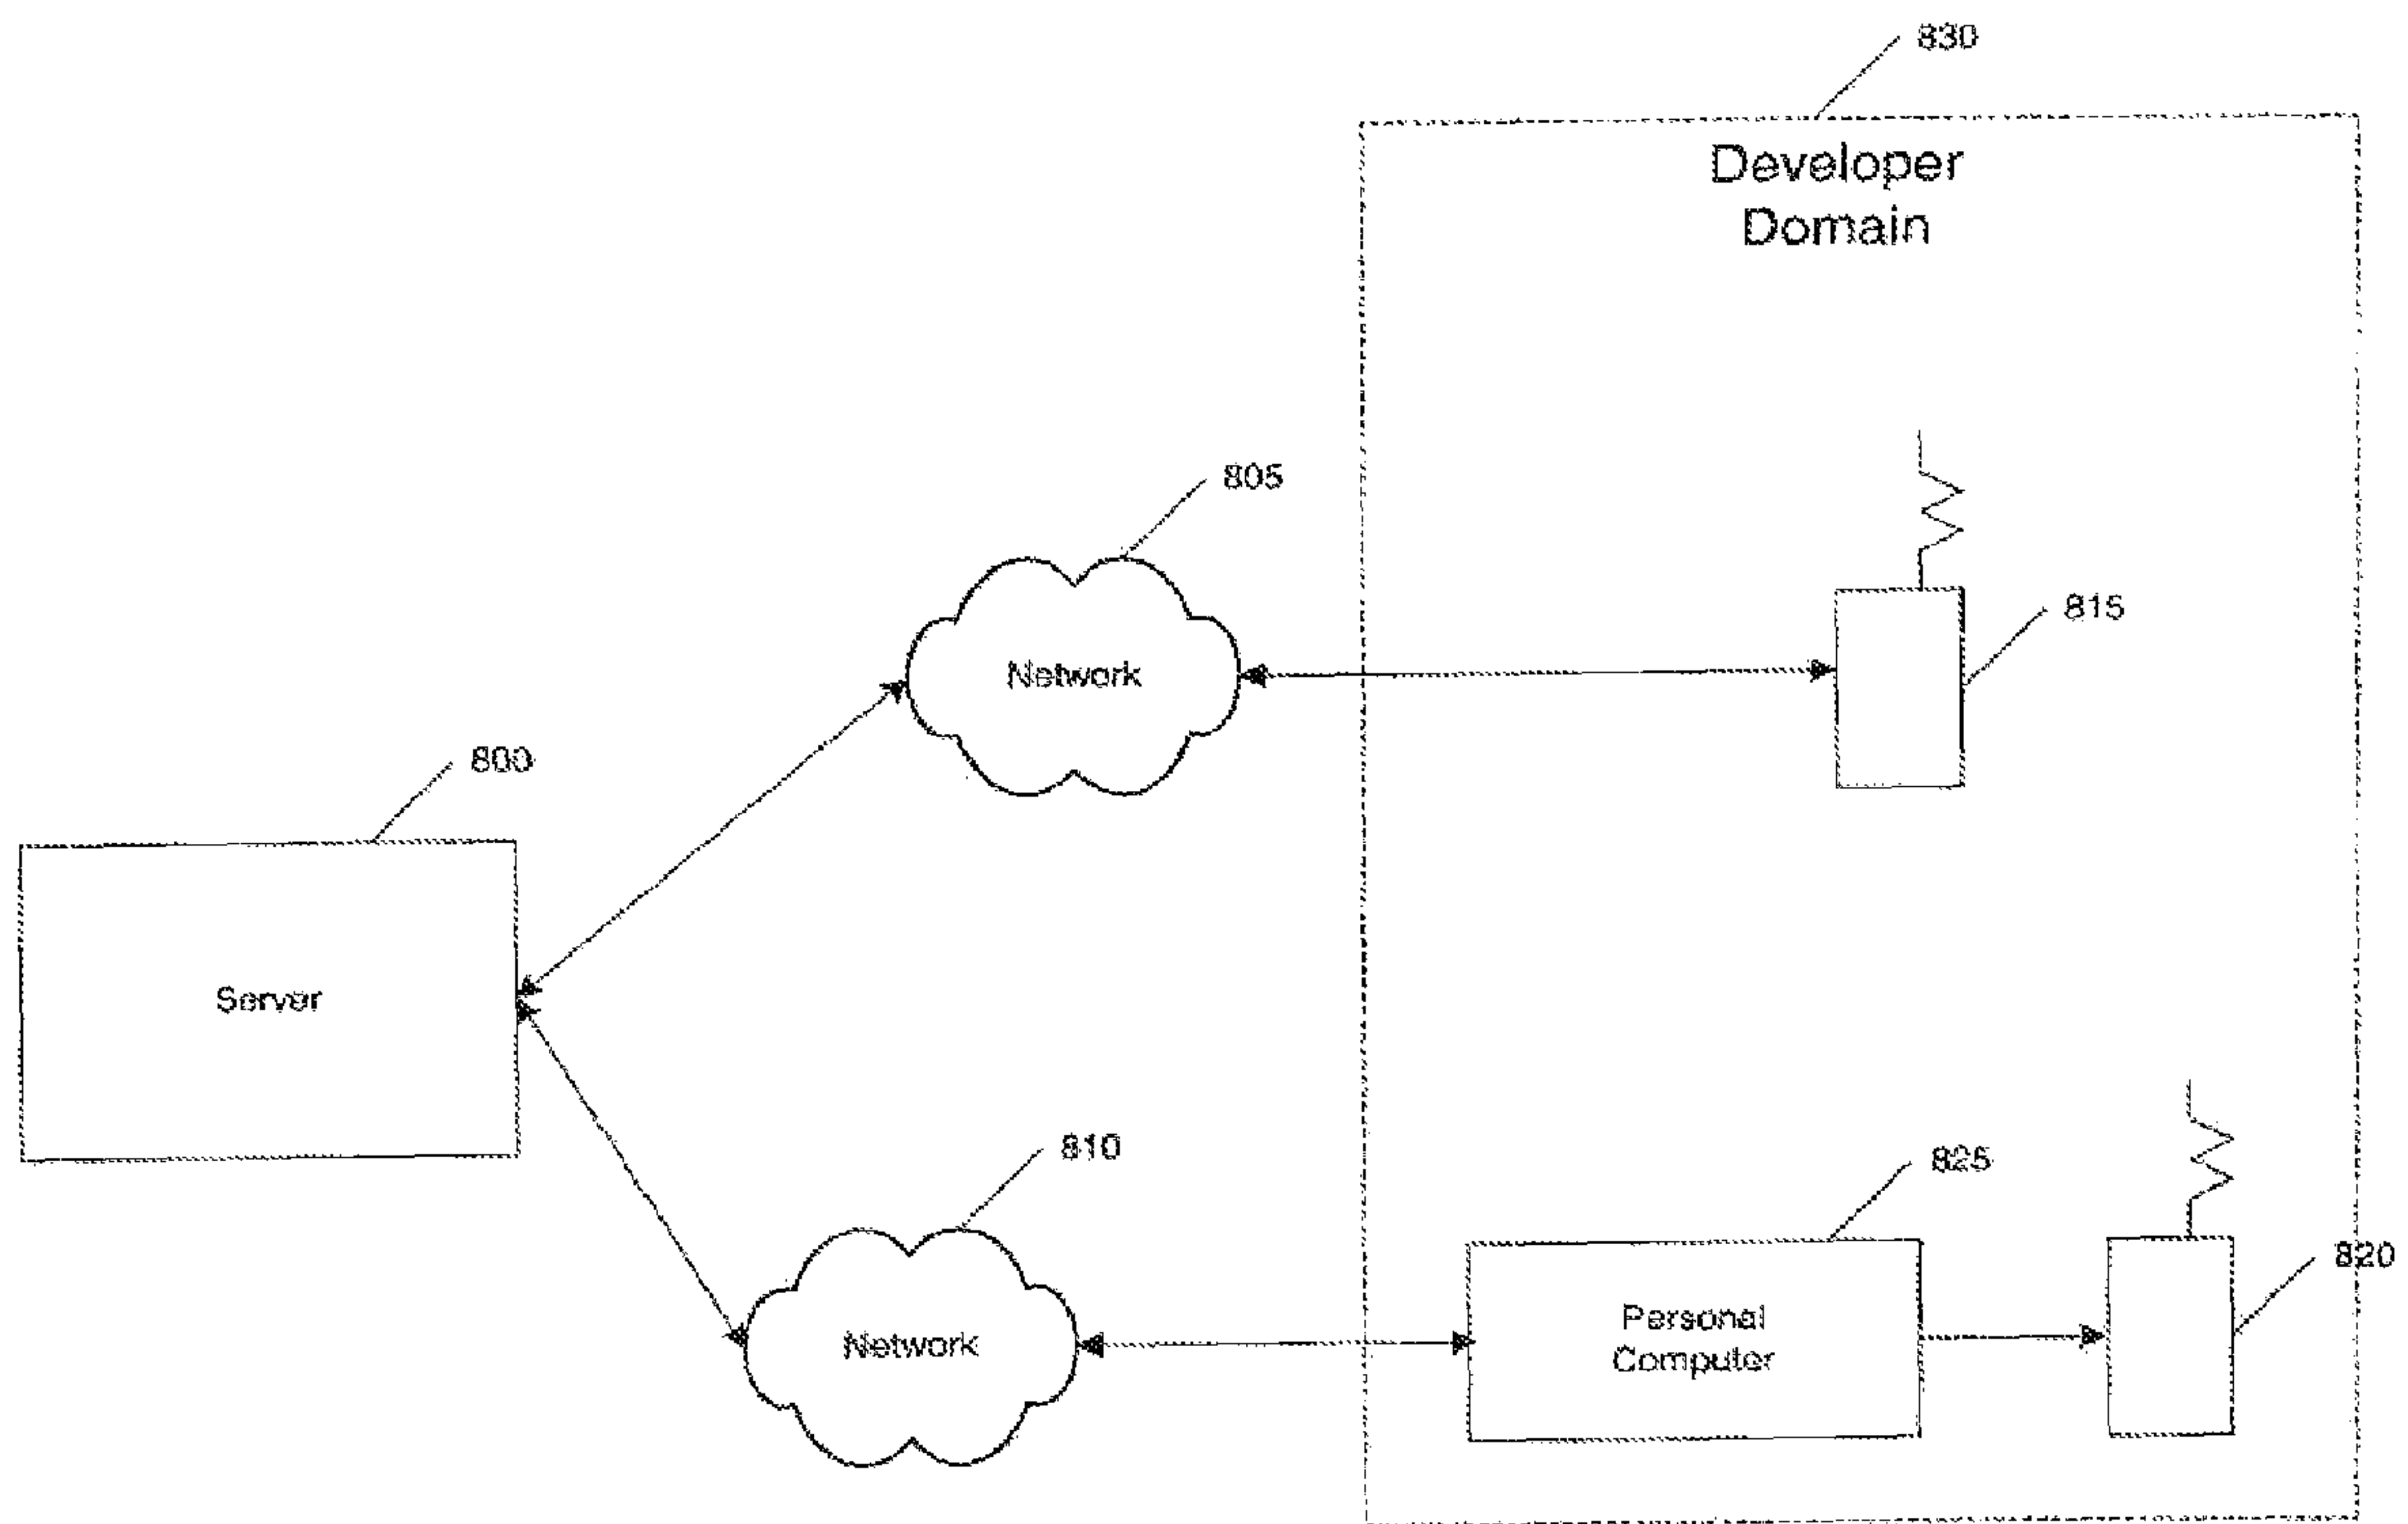 830
Developer
Domain
805
Network
815
800
Server
810
Network
825
Personal
Computer
820